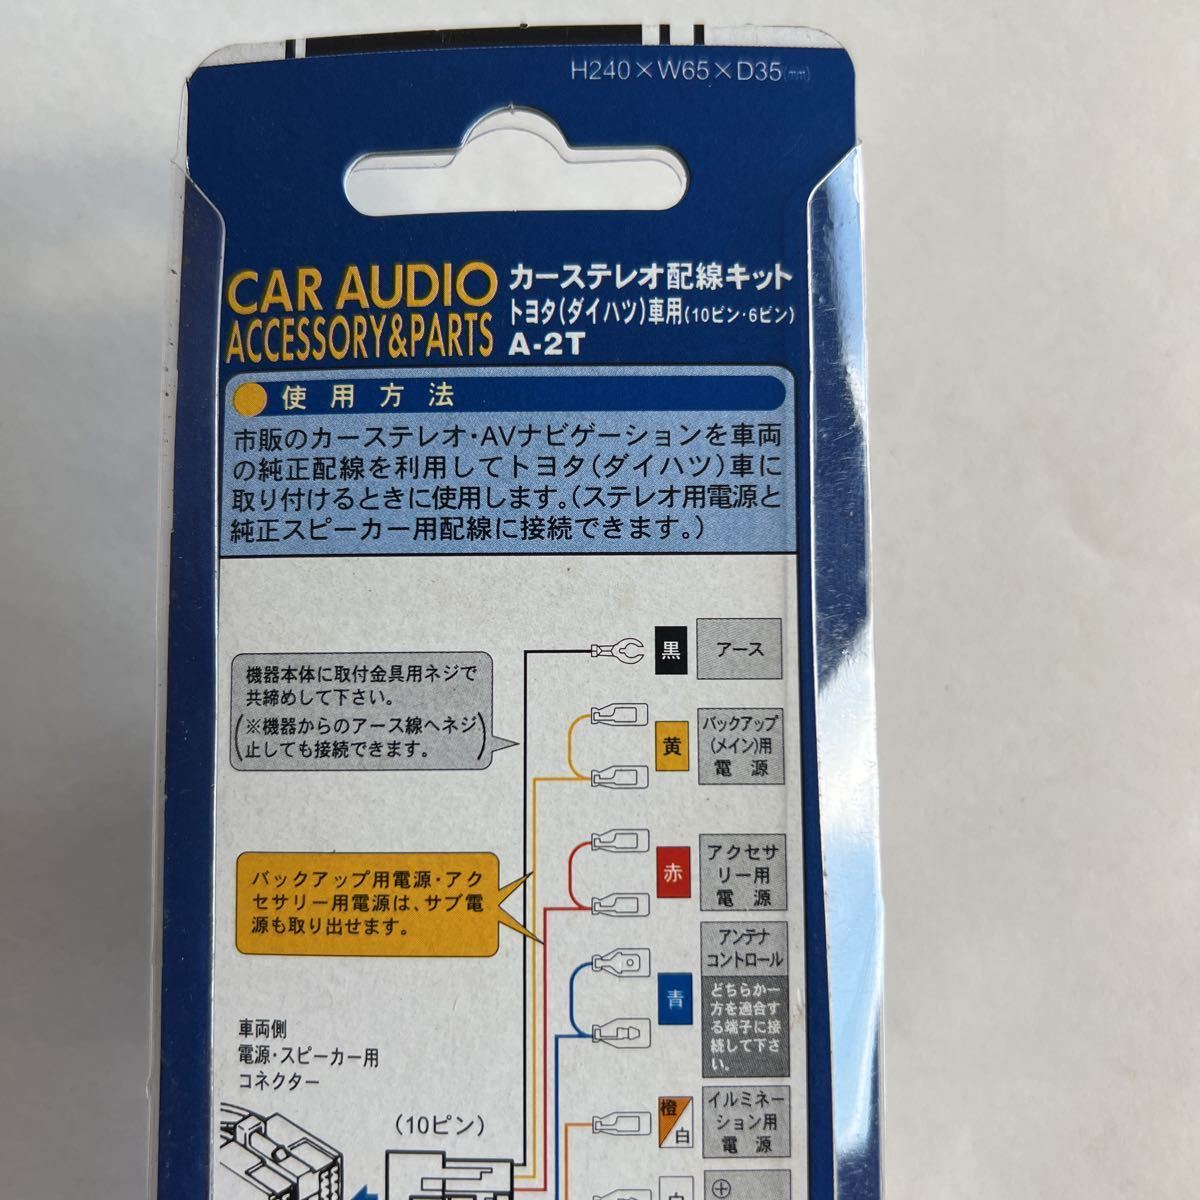 H240×W65×D35(mm)
CAR AUDIO
ACCESSORY&PARTS
カーステレオ配線キット
トヨタ(ダイハツ)車用(10ピン・6ピン)
A-2T
使用方法
市販のカーステレオ・AVナビゲーションを車両
の純正配線を利用してトヨタ(ダイハツ)車に
取り付けるときに使用します。(ステレオ用電源と
純正スピーカー用配線に接続できます。)
機器本体に取付金具用ネジで
共締めして下さい。
(※機器からのアース線へネジ
止しても接続できます。)
黒
アース
黄
バックアップ
(メイン)用
電源
バックアップ用電源・アク
セサリー用電源は、サブ電
源も取り出せます。
赤
アクセサ
リー用
電源
青
アンテナ
コントロール
どちらか一
方を適合す
る端子に接
続して下さ
い。
車両側
電源・スピーカー用
コネクター
(10ピン)
橙
白
イルミネー
ション用
電源
白
⊕